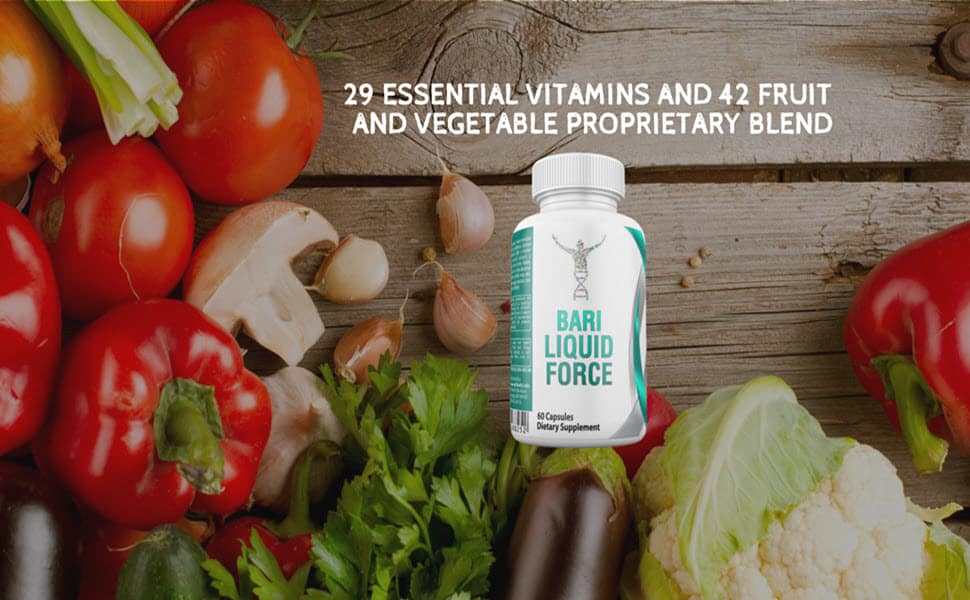 29 ESSENTIAL VITAMINS AND 42 FRUIT
AND VEGETABLE PROPRIETARY BLEND
BARI
LIQUID
FORCE
60 Capsules
Dietary Supplement